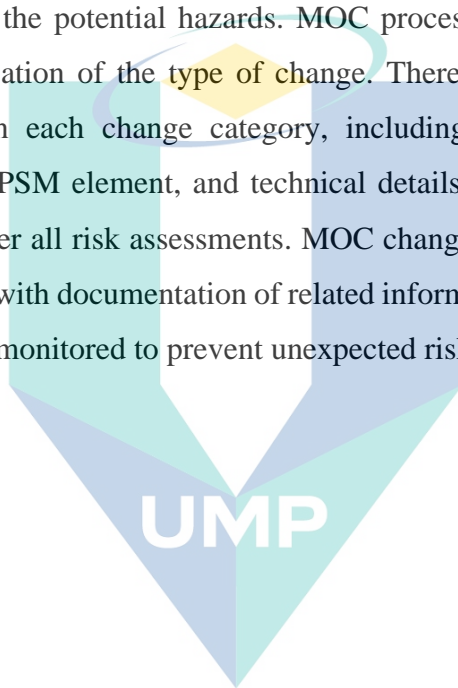 the potential hazards. MOC proces
ation of the type of change. There
each change category, including
PSM element, and technical details
er all risk assessments. MOC chang
with documentation of related inform
monitored to prevent unexpected risk
UMP